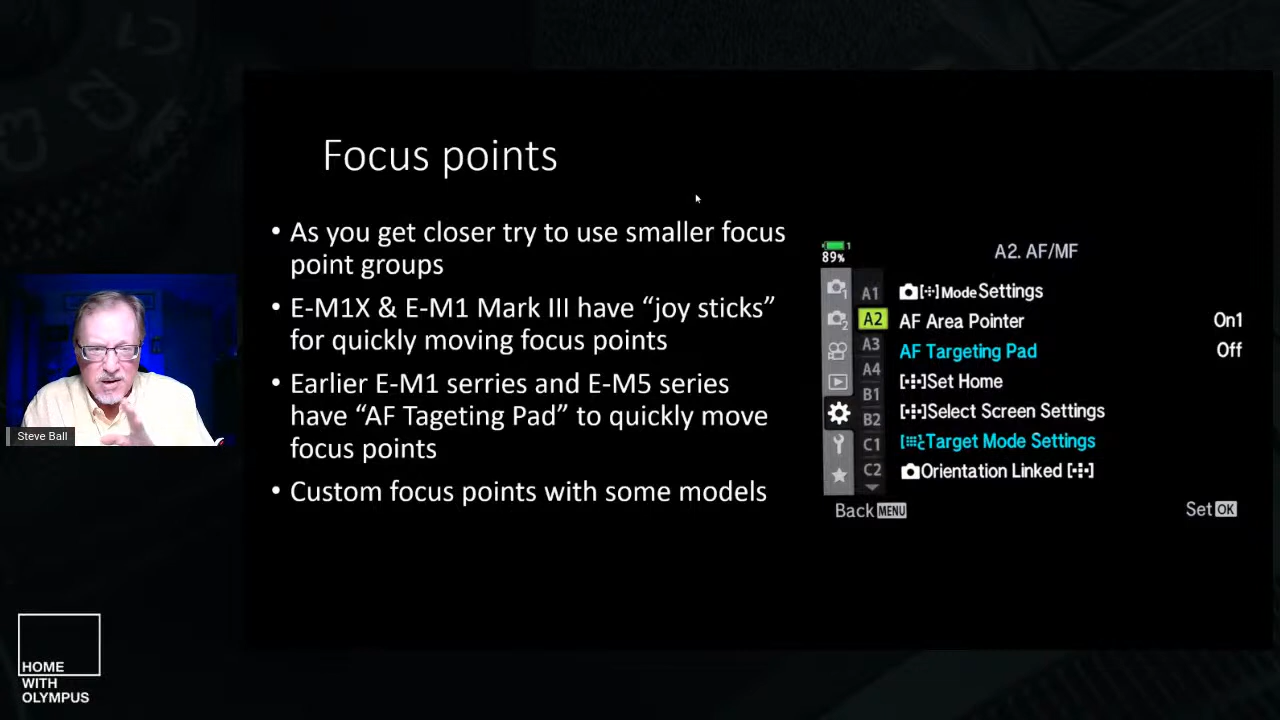 Focus points
• As you get closer try to use smaller focus
point groups
• E-M1X & E-M1 Mark III have “joy sticks”
for quickly moving focus points
• Earlier E-M1 serries and E-M5 series
have “AF Tageting Pad” to quickly move
focus points
• Custom focus points with some models
1
89%
A2. AF/MF
1
2
A1
A2
A3
A4
B1
B2
C1
C2
Mode Settings
AF Area Pointer On1
AF Targeting Pad Off
Set Home
Select Screen Settings
Target Mode Settings
Orientation Linked
Back MENU
Set OK
Steve Ball
HOME
WITH
OLYMPUS